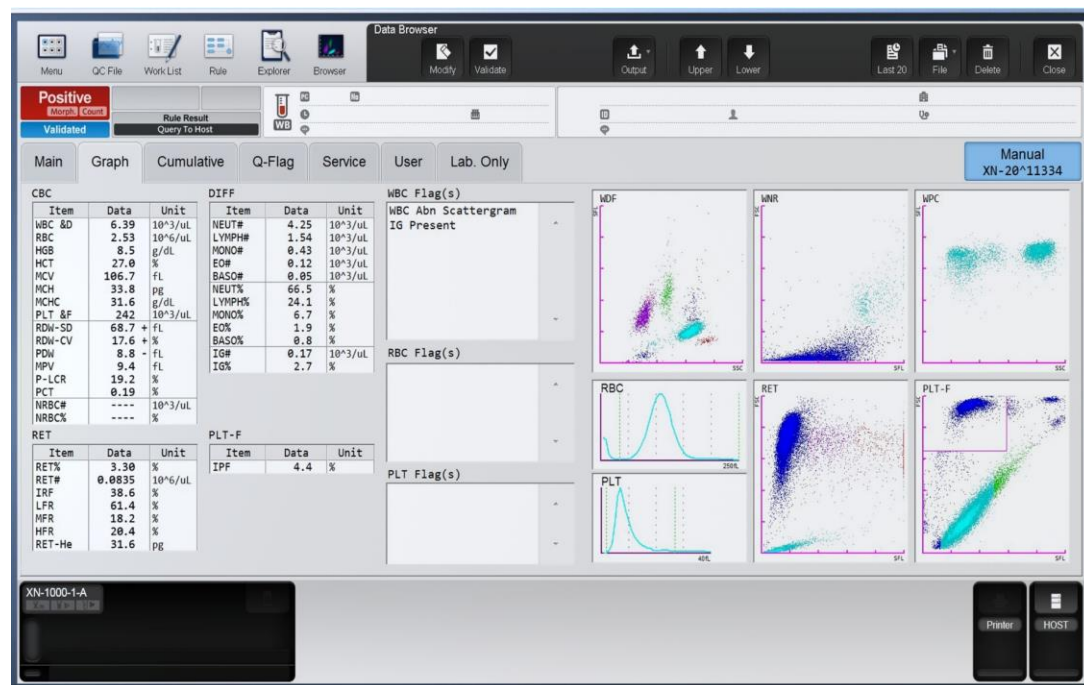 Data Browser
Menu QC File Work List Rule Explorer Browser Modify Validate Output Upper Lower Last 20 File Delete Close
Positive
Morph. Count
Validated
Rule Result
Query To Host
WB
Main Graph Cumulative Q-Flag Service User Lab. Only
Manual
XN-20^11334
CBC
Item Data Unit
WBC &D 6.39 10^3/uL
RBC 2.53 10^6/uL
HGB 8.5 g/dL
HCT 27.0 %
MCV 106.7 fL
MCH 33.8 pg
MCHC 31.6 g/dL
PLT &F 242 10^3/uL
RDW-SD 68.7 + fL
RDW-CV 17.6 + %
PDW 8.8 - fL
MPV 9.4 fL
P-LCR 19.2 %
PCT 0.19 %
NRBC# ---- 10^3/uL
NRBC% ---- %
RET
Item Data Unit
RET% 3.30 %
RET# 0.0835 10^6/uL
IRF 38.6 %
LFR 61.4 %
MFR 18.2 %
HFR 20.4 %
RET-He 31.6 pg
DIFF
Item Data Unit
NEUT# 4.25 10^3/uL
LYMPH# 1.54 10^3/uL
MONO# 0.43 10^3/uL
EO# 0.12 10^3/uL
BASO# 0.05 10^3/uL
NEUT% 66.5 %
LYMPH% 24.1 %
MONO% 6.7 %
EO% 1.9 %
BASO% 0.8 %
IG# 0.17 10^3/uL
IG% 2.7 %
PLT-F
Item Data Unit
IPF 4.4 %
WBC Flag(s)
WBC Abn Scattergram
IG Present
RBC Flag(s)
PLT Flag(s)
WDF
SFL
SSC
WNR
FSC
SFL
WPC
SFL
SSC
RBC
250fL
RET
FSC
SFL
PLT-F
FSC
SFL
PLT
40fL
XN-1000-1-A
Printer HOST